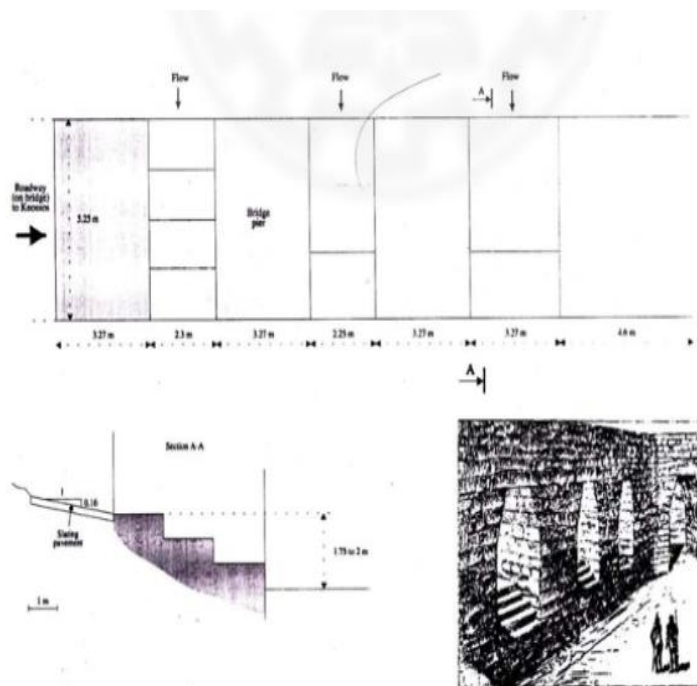 Flow
Flow
A
Flow
Roadway
(on bridge)
to Knossos
5.25 m
Bridge
pier
3.27 m
2.3 m
3.27 m
2.25 m
3.27 m
3.27 m
4.6 m
A
Section A-A
1
0.16
Slating
pavement
1.75 to 2 m
1 m